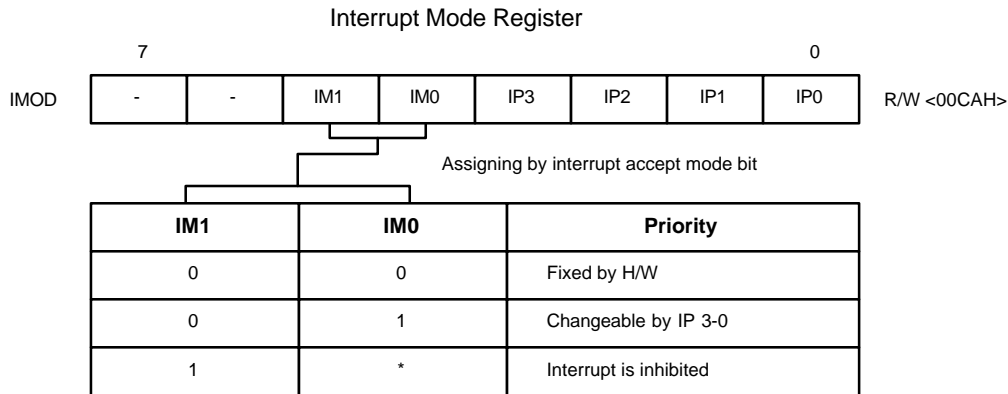 Interrupt Mode Register
7 0
IMOD - - IM1 IM0 IP3 IP2 IP1 IP0 R/W <00CAH>
Assigning by interrupt accept mode bit
IM1 IM0 Priority
0 0 Fixed by H/W
0 1 Changeable by IP 3-0
1 * Interrupt is inhibited